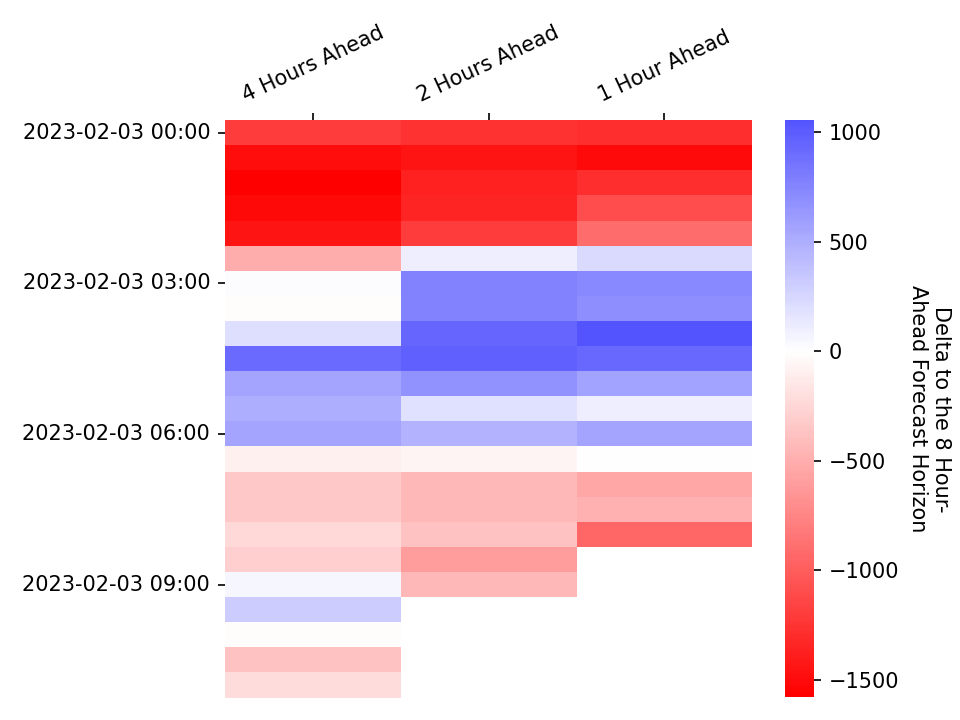 4 Hours Ahead
2 Hours Ahead
1 Hour Ahead
2023-02-03 00:00
2023-02-03 03:00
2023-02-03 06:00
2023-02-03 09:00
1000
500
0
−500
−1000
−1500
Delta to the 8 Hour-
Ahead Forecast Horizon